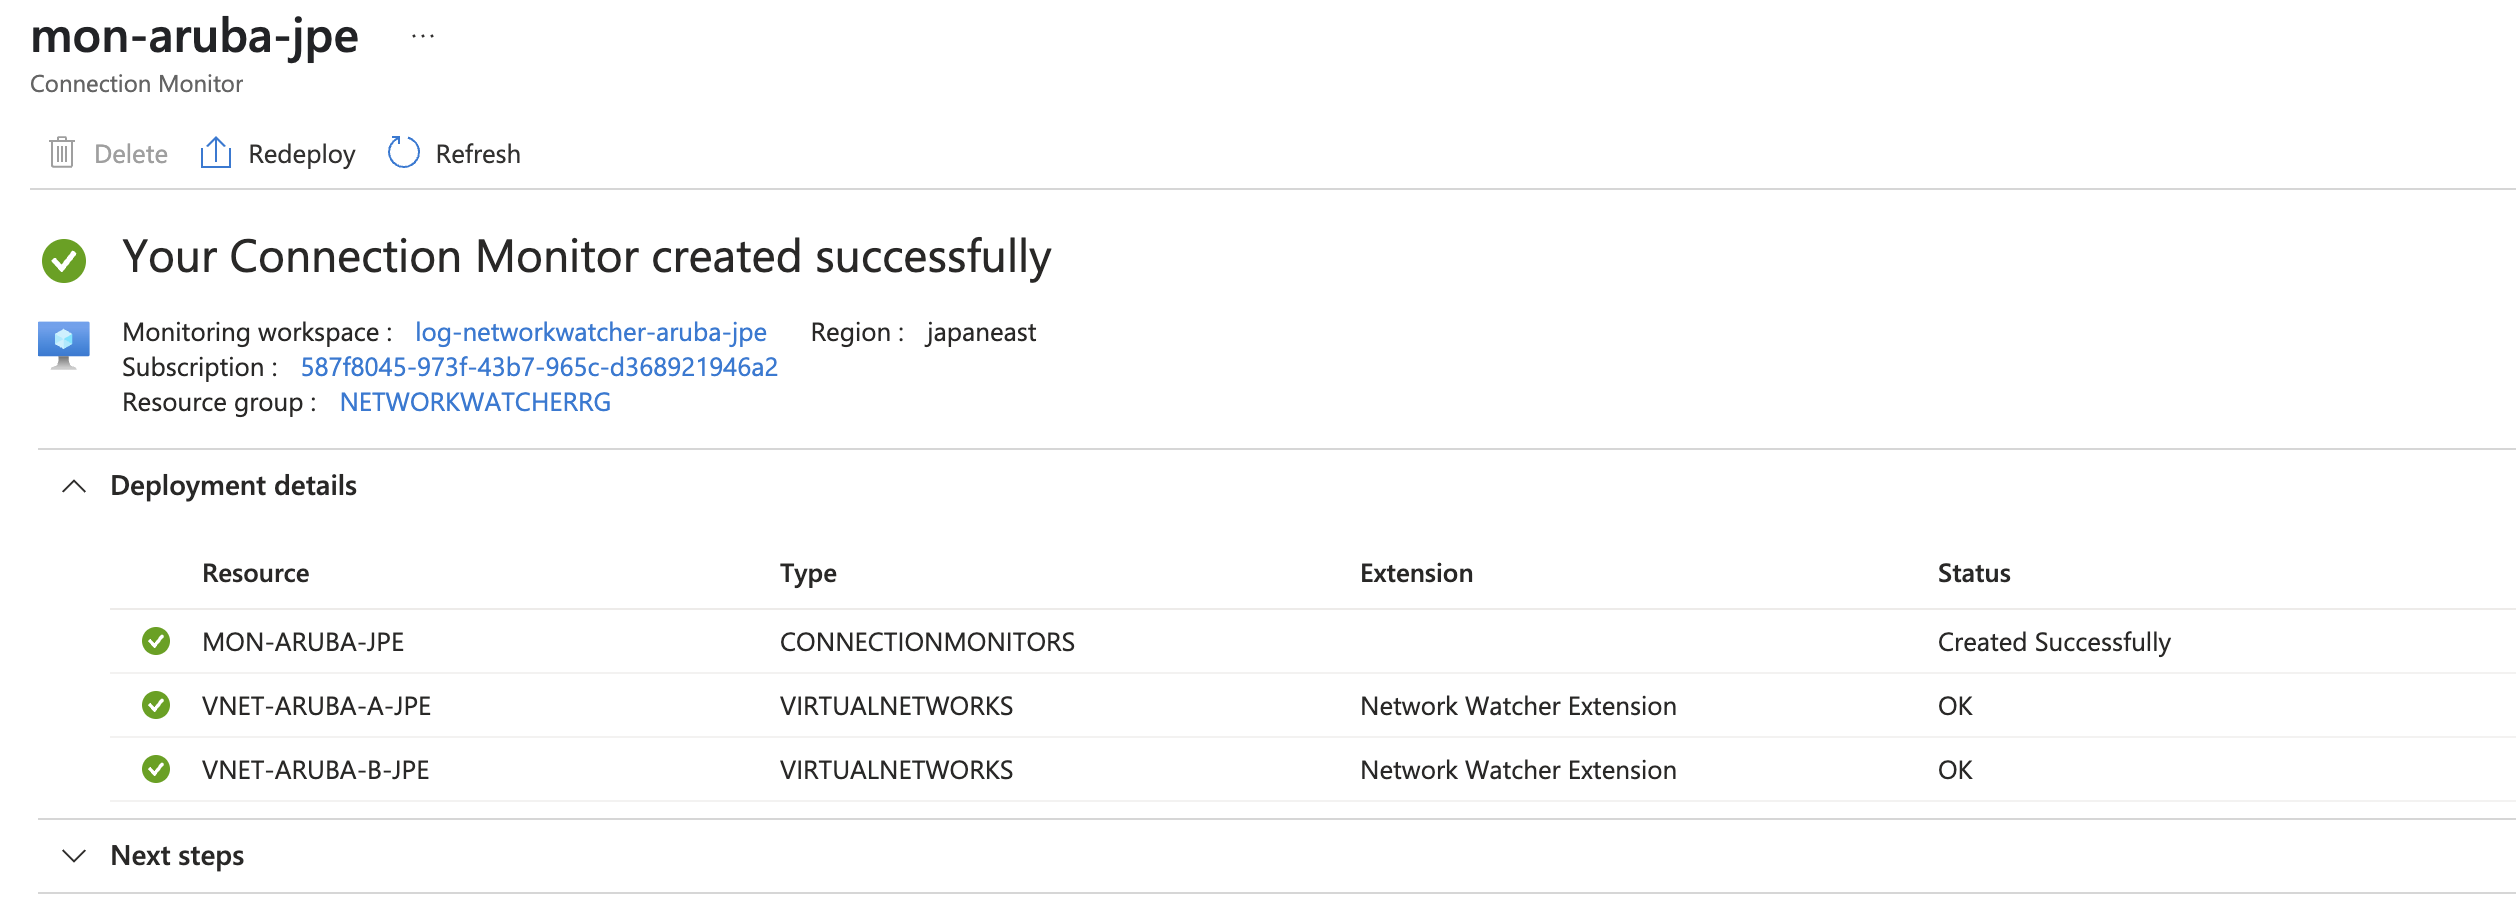 mon-aruba-jpe ...
Connection Monitor
Delete Redeploy Refresh
Your Connection Monitor created successfully
Monitoring workspace : log-networkwatcher-aruba-jpe Region : japaneast
Subscription : 587f8045-973f-43b7-965c-d368921946a2
Resource group : NETWORKWATCHERRG
Deployment details
Resource Type Extension Status
MON-ARUBA-JPE CONNECTIONMONITORS Created Successfully
VNET-ARUBA-A-JPE VIRTUALNETWORKS Network Watcher Extension OK
VNET-ARUBA-B-JPE VIRTUALNETWORKS Network Watcher Extension OK
Next steps